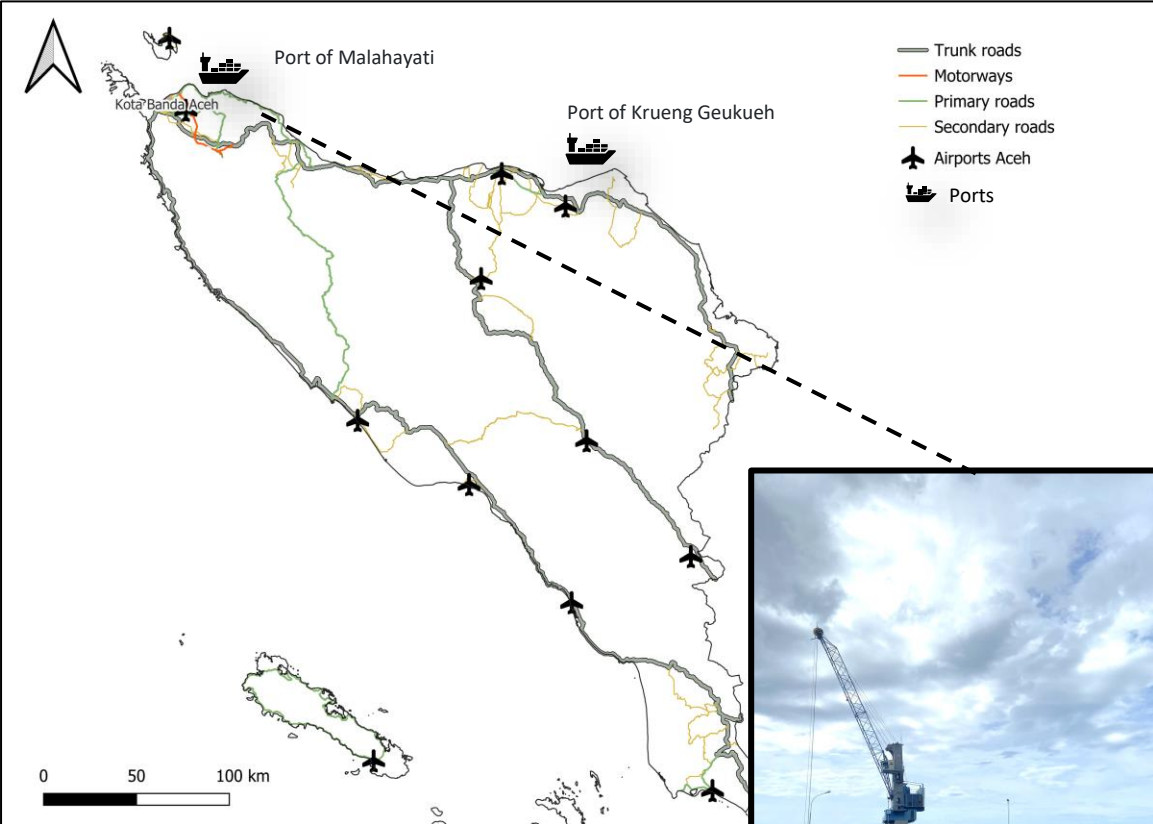 Port of Malahayati
Kota Banda Aceh
Port of Krueng Geukueh
Trunk roads
Motorways
Primary roads
Secondary roads
Airports Aceh
Ports
0 50 100 km